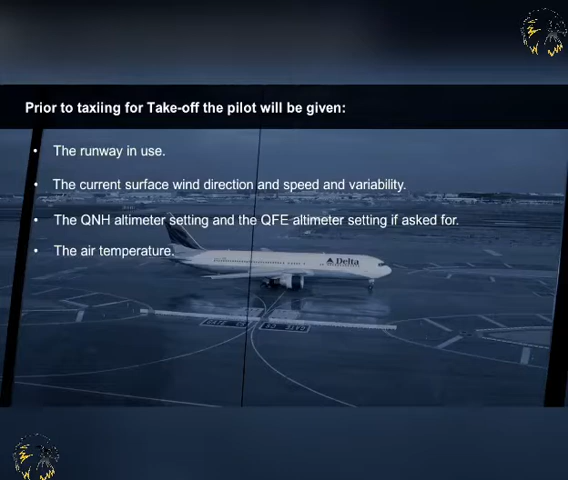 Prior to taxiing for Take-off the pilot will be given:
• The runway in use.
• The current surface wind direction and speed and variability.
• The QNH altimeter setting and the QFE altimeter setting if asked for.
• The air temperature.
Delta